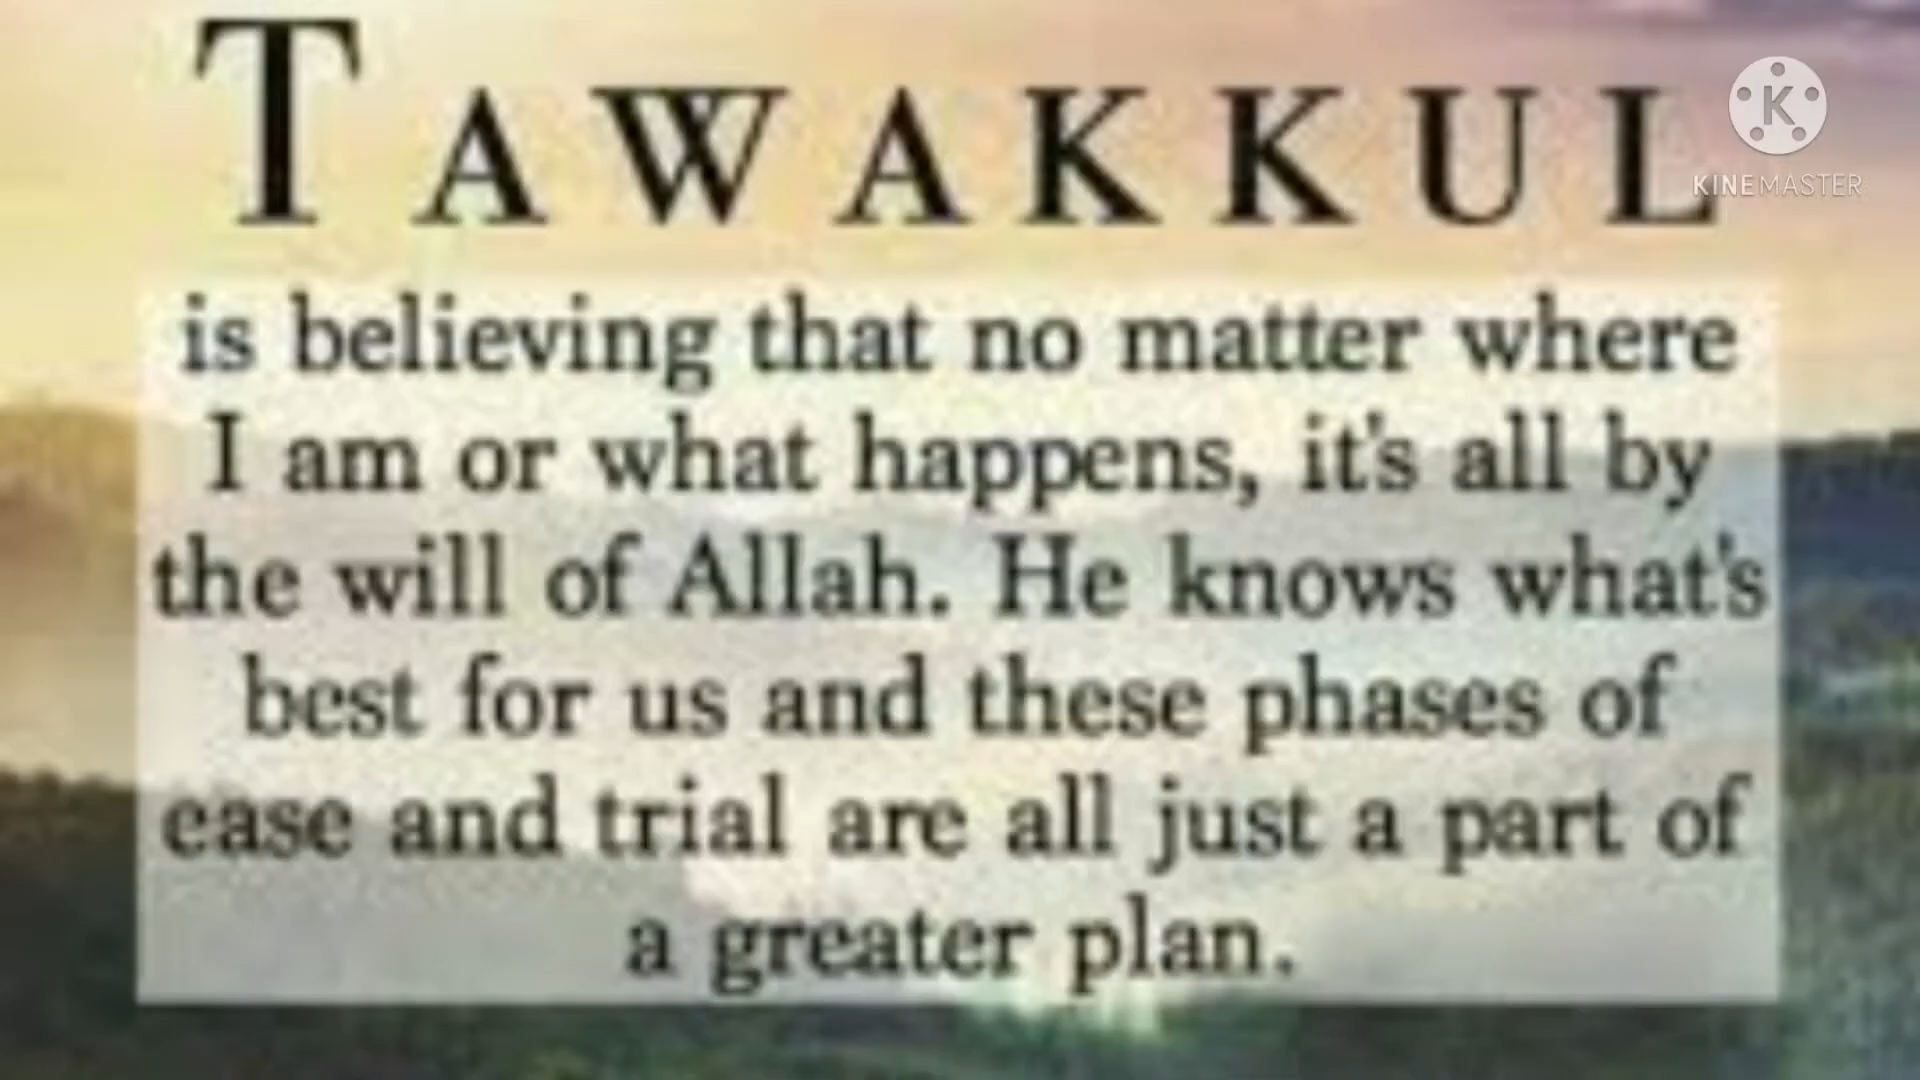 TAWAKKUL
is believing that no matter where
I am or what happens, it's all by
the will of Allah. He knows what's
best for us and these phases of
ease and trial are all just a part of
a greater plan.
K
KINEMASTER